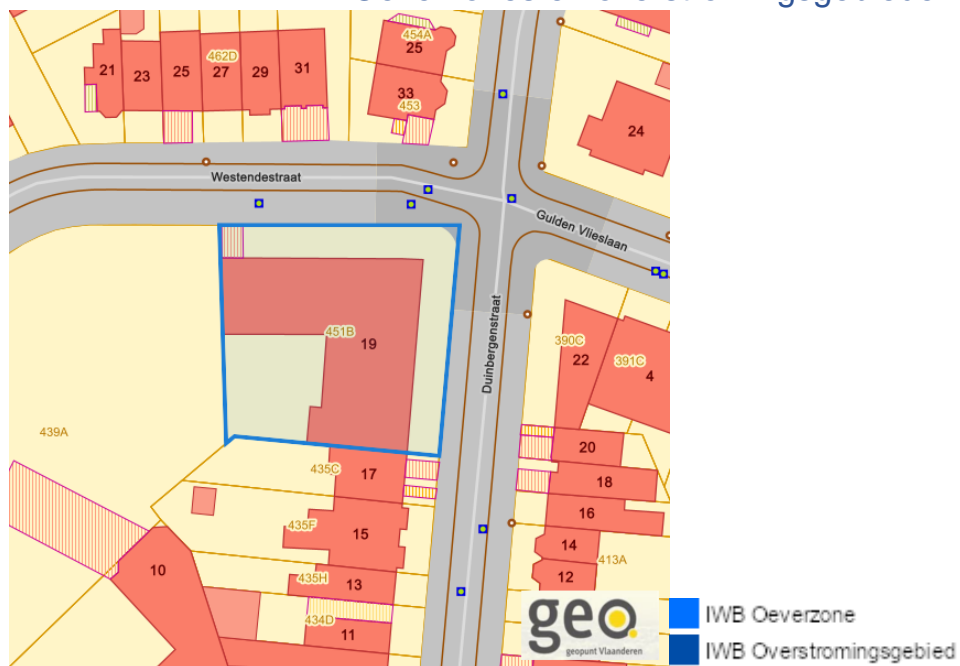 454A
25
462D
21
23
25
27
29
31
33
453
24
Westendestraat
Gulden Vlieslaan
Duinbergenstraat
451B
19
390C
22
391C
4
439A
435C
17
20
18
16
435F
15
14
413A
12
10
435H
13
434D
11
geo
geopunt Vlaanderen
IWB Oeverzone
IWB Overstromingsgebied